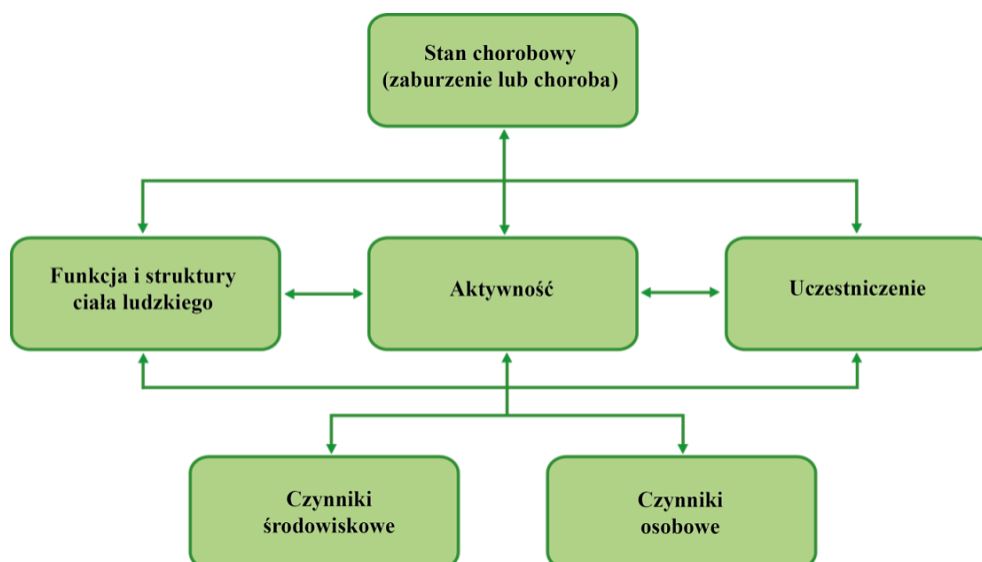 Stan chorobowy
(zaburzenie lub choroba)
Funkcja i struktury
ciała ludzkiego
Aktywność
Uczestniczenie
Czynniki
środowiskowe
Czynniki
osobowe